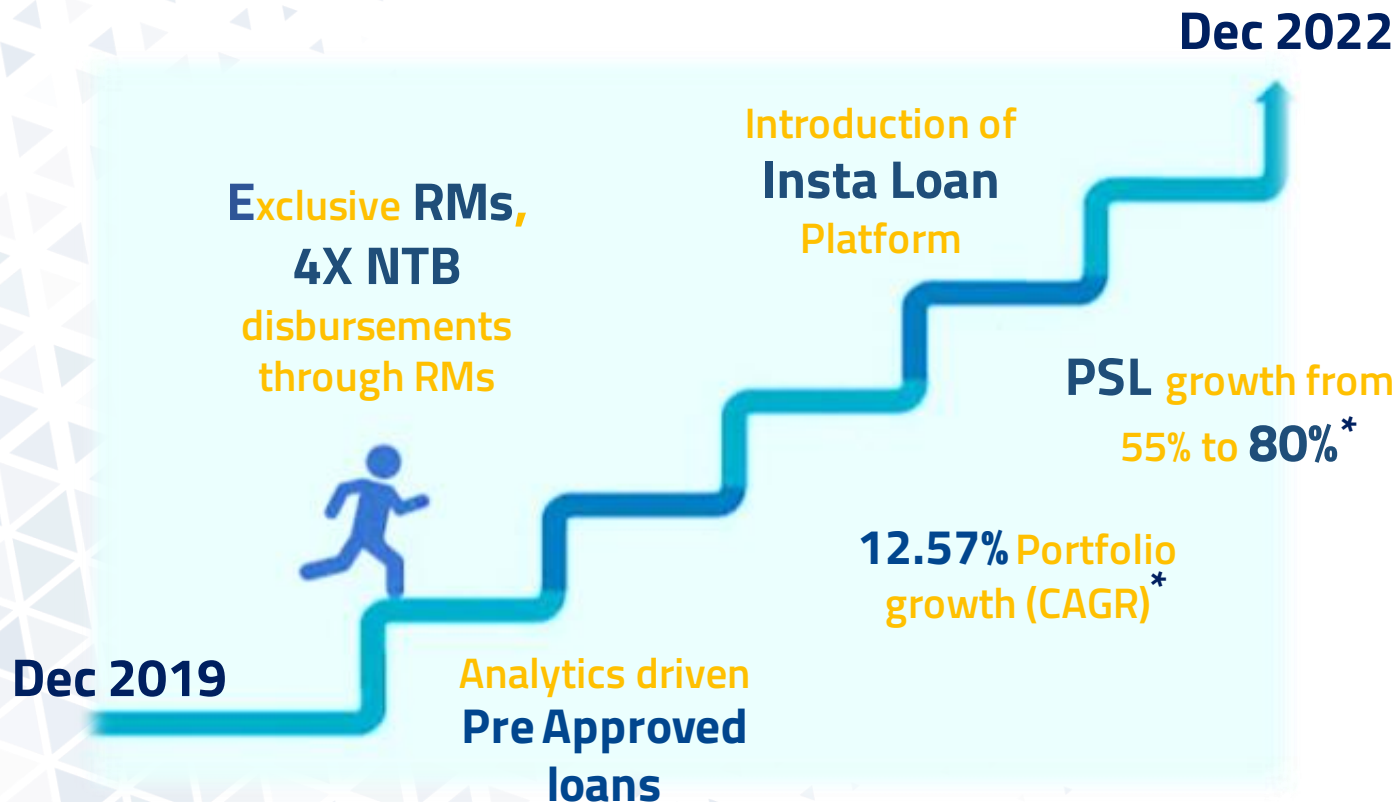 Dec 2022
Introduction of
Insta Loan
Platform
Exclusive RMs,
4X NTB
disbursements
through RMs
PSL growth from
55% to 80%*
12.57% Portfolio
growth (CAGR)*
Dec 2019
Analytics driven
Pre Approved
loans